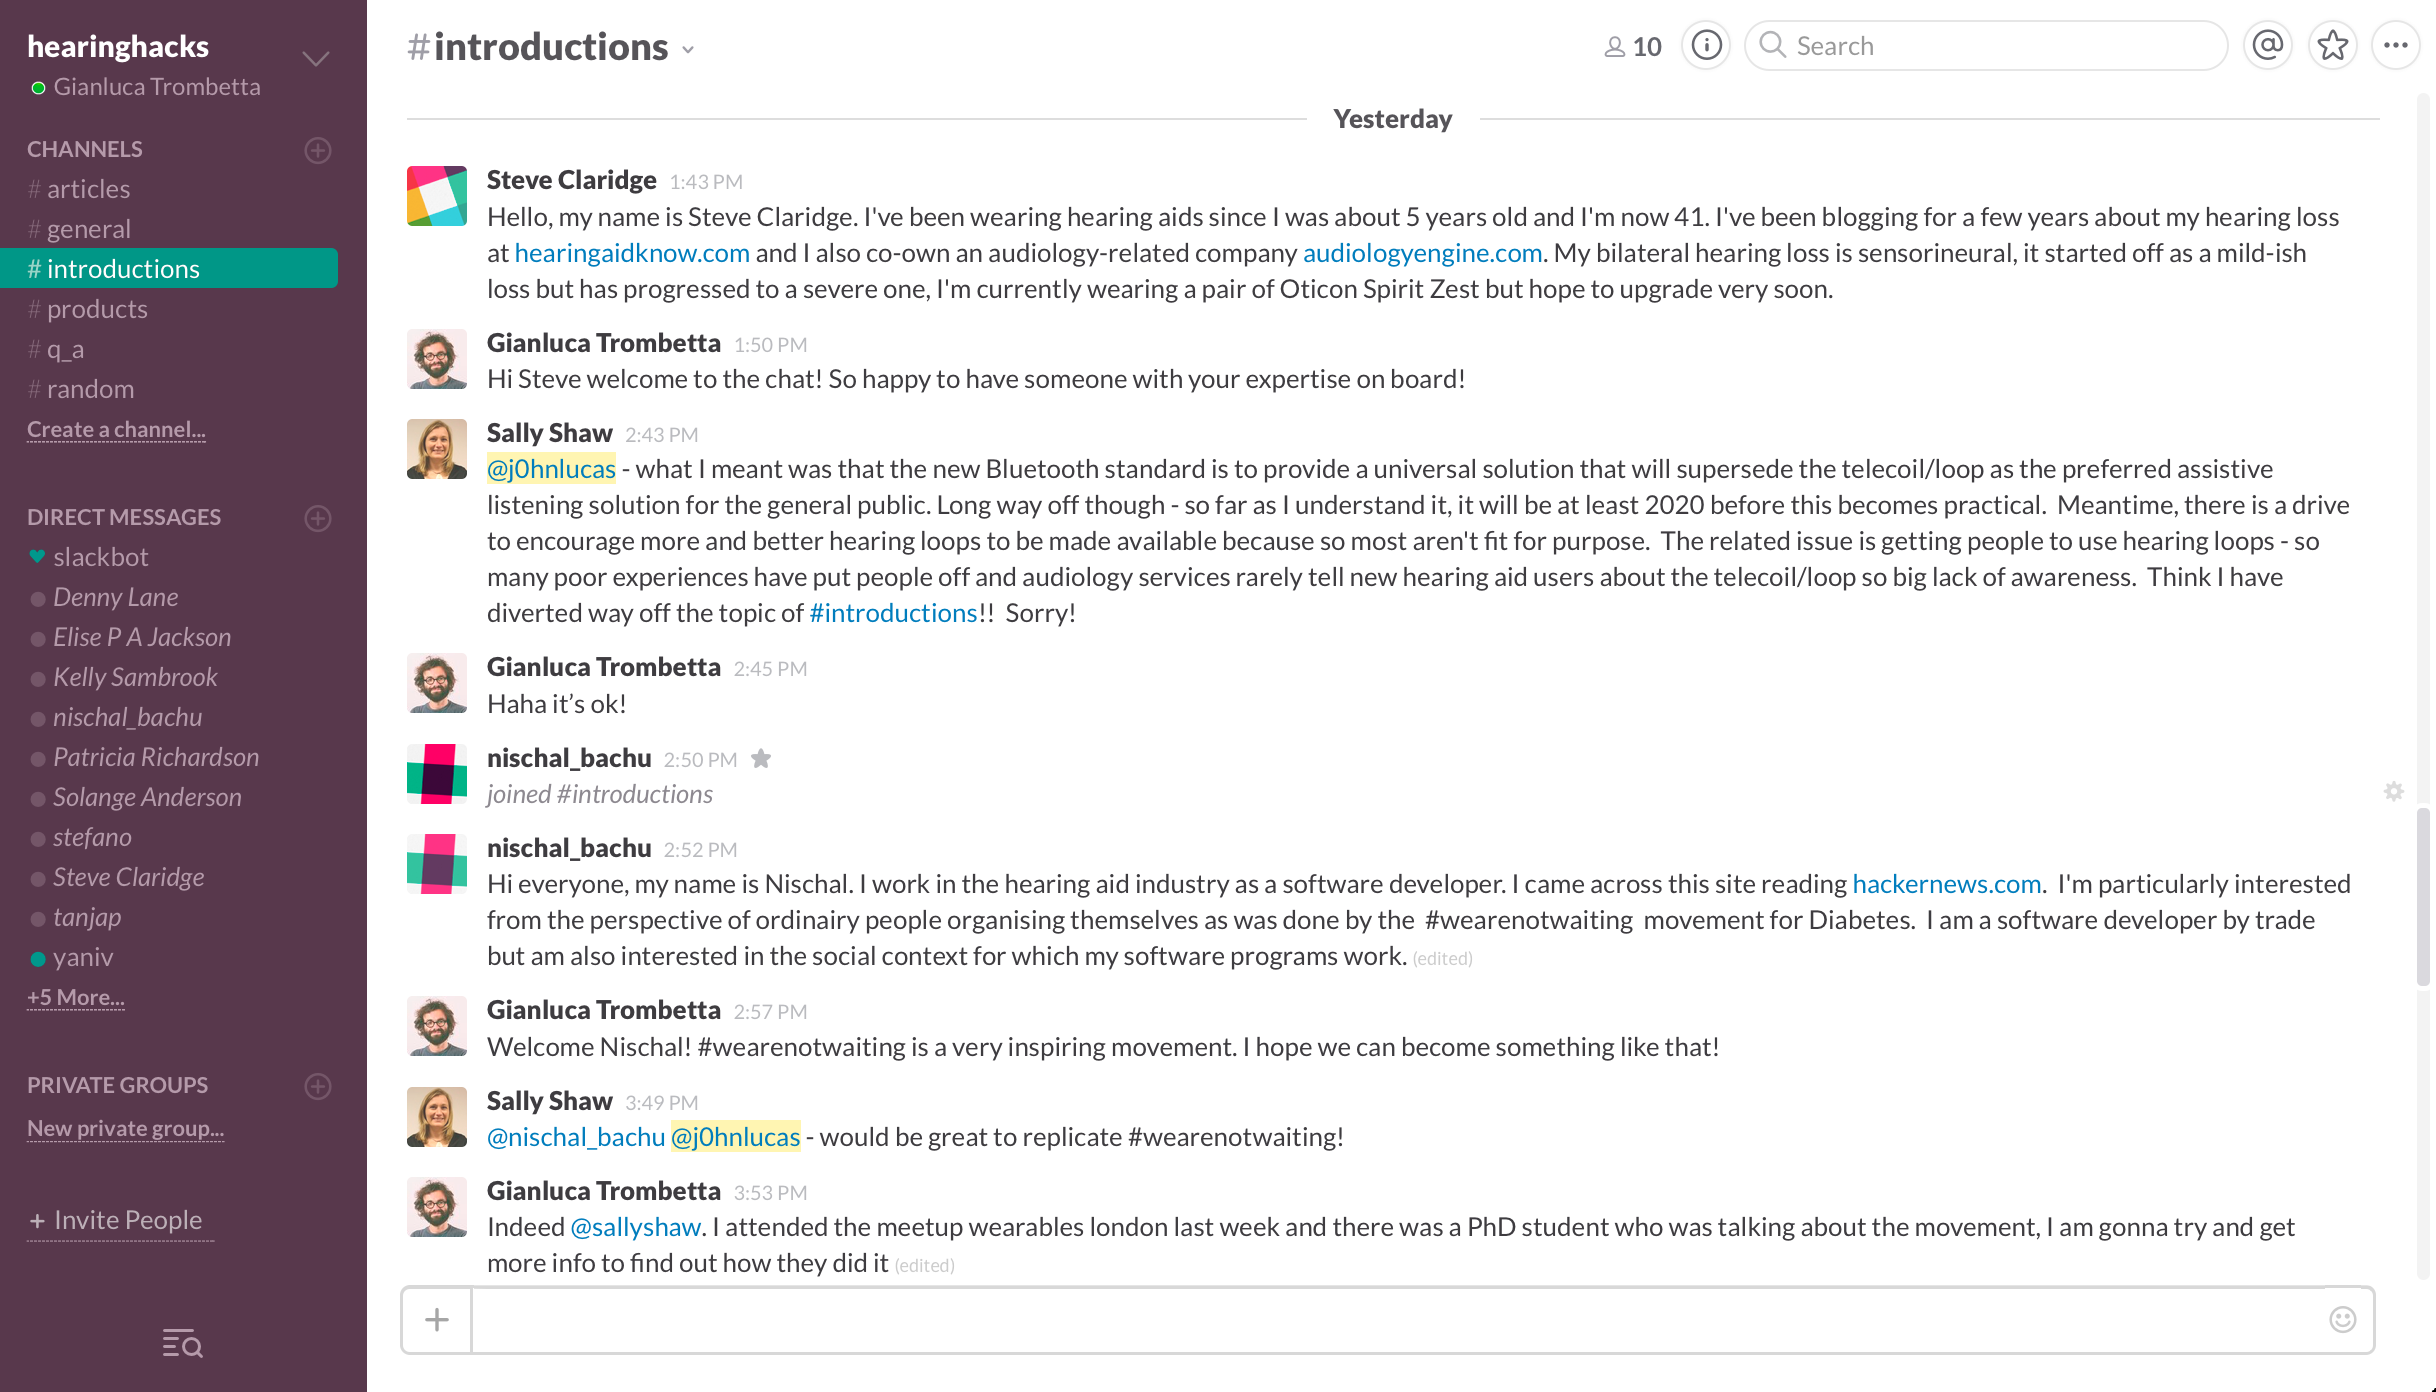 hearinghacks
Gianluca Trombetta
CHANNELS
# articles
# general
# introductions
# products
# q_a
# random
Create a channel...
DIRECT MESSAGES
slackbot
Denny Lane
Elise P A Jackson
Kelly Sambrook
nischal_bachu
Patricia Richardson
Solange Anderson
stefano
Steve Claridge
tanjap
yaniv
+5 More...
PRIVATE GROUPS
New private group...
+ Invite People
#introductions
10
Search
Yesterday
Steve Claridge 1:43 PM
Hello, my name is Steve Claridge. I've been wearing hearing aids since I was about 5 years old and I'm now 41. I've been blogging for a few years about my hearing loss
at hearingaidknow.com and I also co-own an audiology-related company audiologyengine.com. My bilateral hearing loss is sensorineural, it started off as a mild-ish
loss but has progressed to a severe one, I'm currently wearing a pair of Oticon Spirit Zest but hope to upgrade very soon.
Gianluca Trombetta 1:50 PM
Hi Steve welcome to the chat! So happy to have someone with your expertise on board!
Sally Shaw 2:43 PM
@j0hnlucas - what I meant was that the new Bluetooth standard is to provide a universal solution that will supersede the telecoil/loop as the preferred assistive
listening solution for the general public. Long way off though - so far as I understand it, it will be at least 2020 before this becomes practical. Meantime, there is a drive
to encourage more and better hearing loops to be made available because so most aren't fit for purpose. The related issue is getting people to use hearing loops - so
many poor experiences have put people off and audiology services rarely tell new hearing aid users about the telecoil/loop so big lack of awareness. Think I have
diverted way off the topic of #introductions!! Sorry!
Gianluca Trombetta 2:45 PM
Haha it’s ok!
nischal_bachu 2:50 PM
joined #introductions
nischal_bachu 2:52 PM
Hi everyone, my name is Nischal. I work in the hearing aid industry as a software developer. I came across this site reading hackernews.com. I'm particularly interested
from the perspective of ordinairy people organising themselves as was done by the #wearenotwaiting movement for Diabetes. I am a software developer by trade
but am also interested in the social context for which my software programs work. (edited)
Gianluca Trombetta 2:57 PM
Welcome Nischal! #wearenotwaiting is a very inspiring movement. I hope we can become something like that!
Sally Shaw 3:49 PM
@nischal_bachu @j0hnlucas - would be great to replicate #wearenotwaiting!
Gianluca Trombetta 3:53 PM
Indeed @sallyshaw. I attended the meetup wearables london last week and there was a PhD student who was talking about the movement, I am gonna try and get
more info to find out how they did it (edited)